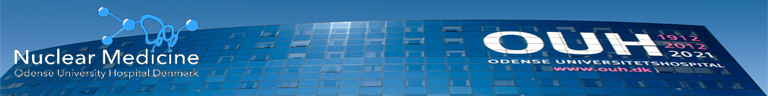 Nuclear Medicine
Odense University Hospital Denmark
OUH
1912
2012
2021
ODENSE UNIVERSITETSHOSPITAL
www.ouh.dk